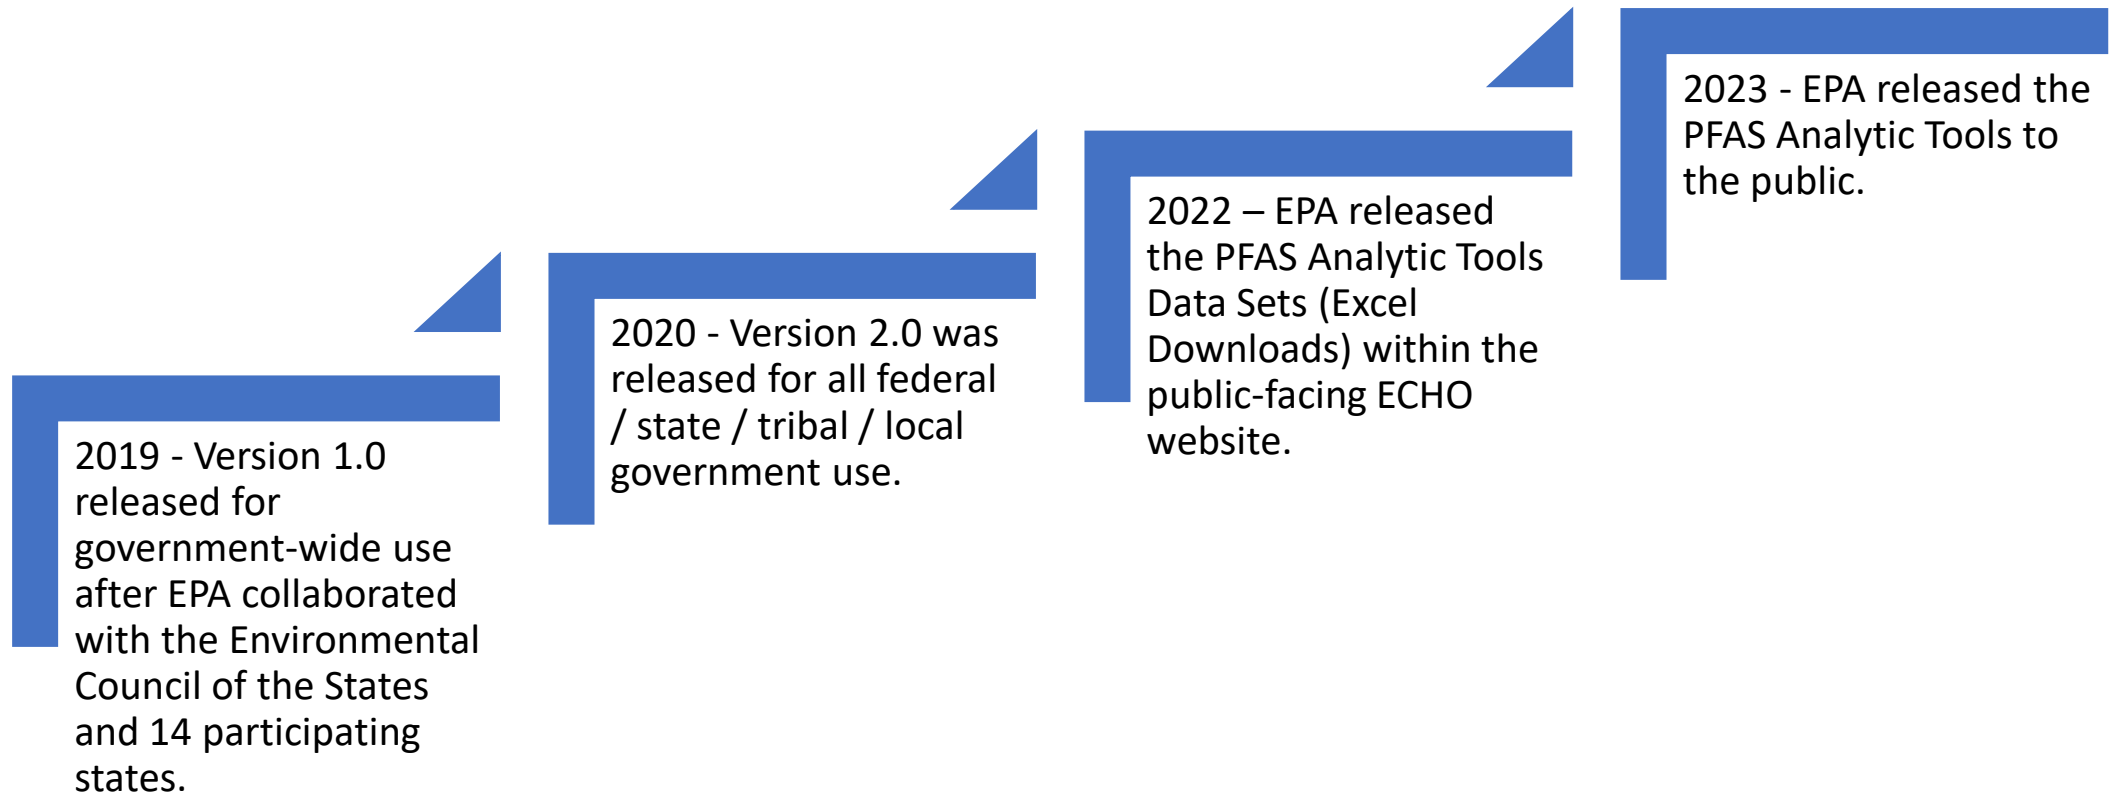 2019 - Version 1.0
released for
government-wide use
after EPA collaborated
with the Environmental
Council of the States
and 14 participating
states.
2020 - Version 2.0 was
released for all federal
/ state / tribal / local
government use.
2022 – EPA released
the PFAS Analytic Tools
Data Sets (Excel
Downloads) within the
public-facing ECHO
website.
2023 - EPA released the
PFAS Analytic Tools to
the public.